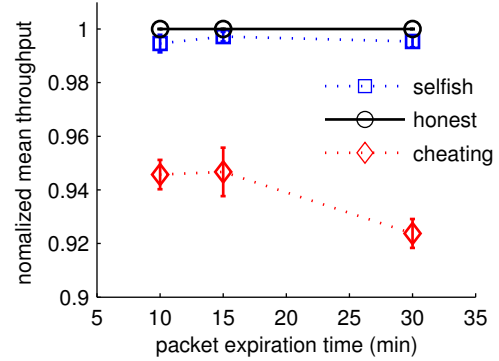 nomalized mean throughput
1
0.98
0.96
0.94
0.92
0.9
selfish
honest
cheating
5 10 15 20 25 30 35
packet expiration time (min)